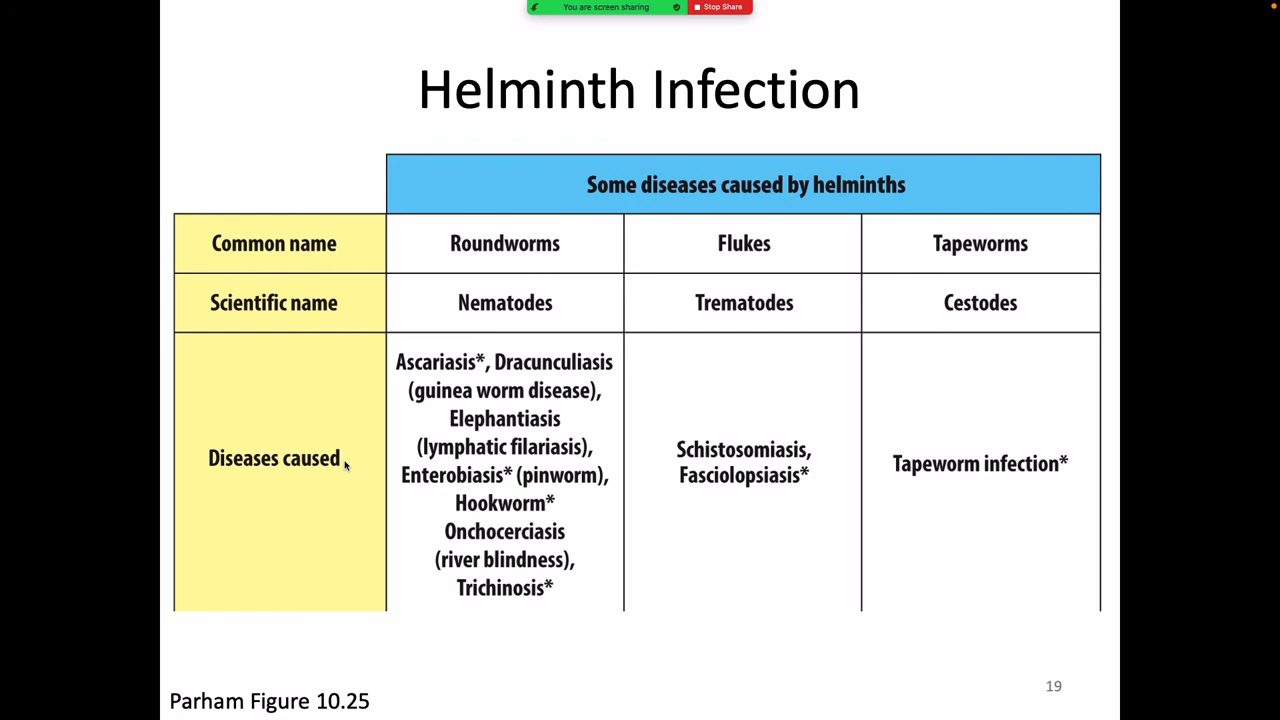 You are screen sharing
Stop Share
Helminth Infection
Some diseases caused by helminths
Common name
Roundworms
Flukes
Tapeworms
Scientific name
Nematodes
Trematodes
Cestodes
Diseases caused
Ascariasis*, Dracunculiasis
(guinea worm disease),
Elephantiasis
(lymphatic filariasis),
Enterobiasis* (pinworm),
Hookworm*
Onchocerciasis
(river blindness),
Trichinosis*
Schistosomiasis,
Fasciolopsiasis*
Tapeworm infection*
Parham Figure 10.25
19